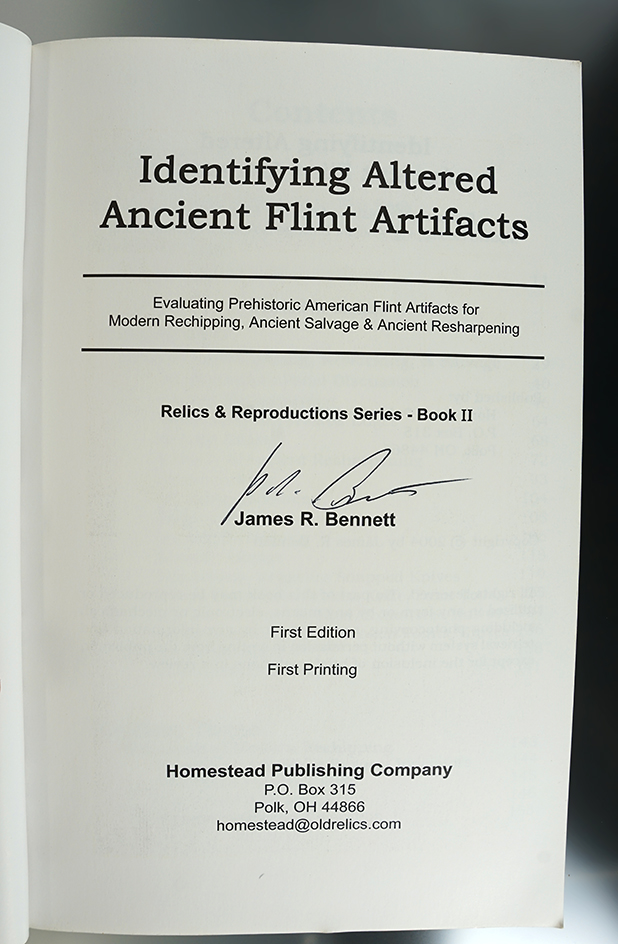 Identifying Altered
Ancient Flint Artifacts
Evaluating Prehistoric American Flint Artifacts for
Modern Rechipping, Ancient Salvage & Ancient Resharpening
Relics & Reproductions Series - Book II
James R. Bennett
First Edition
First Printing
Homestead Publishing Company
P.O. Box 315
Polk, OH 44866
homestead@oldrelics.com